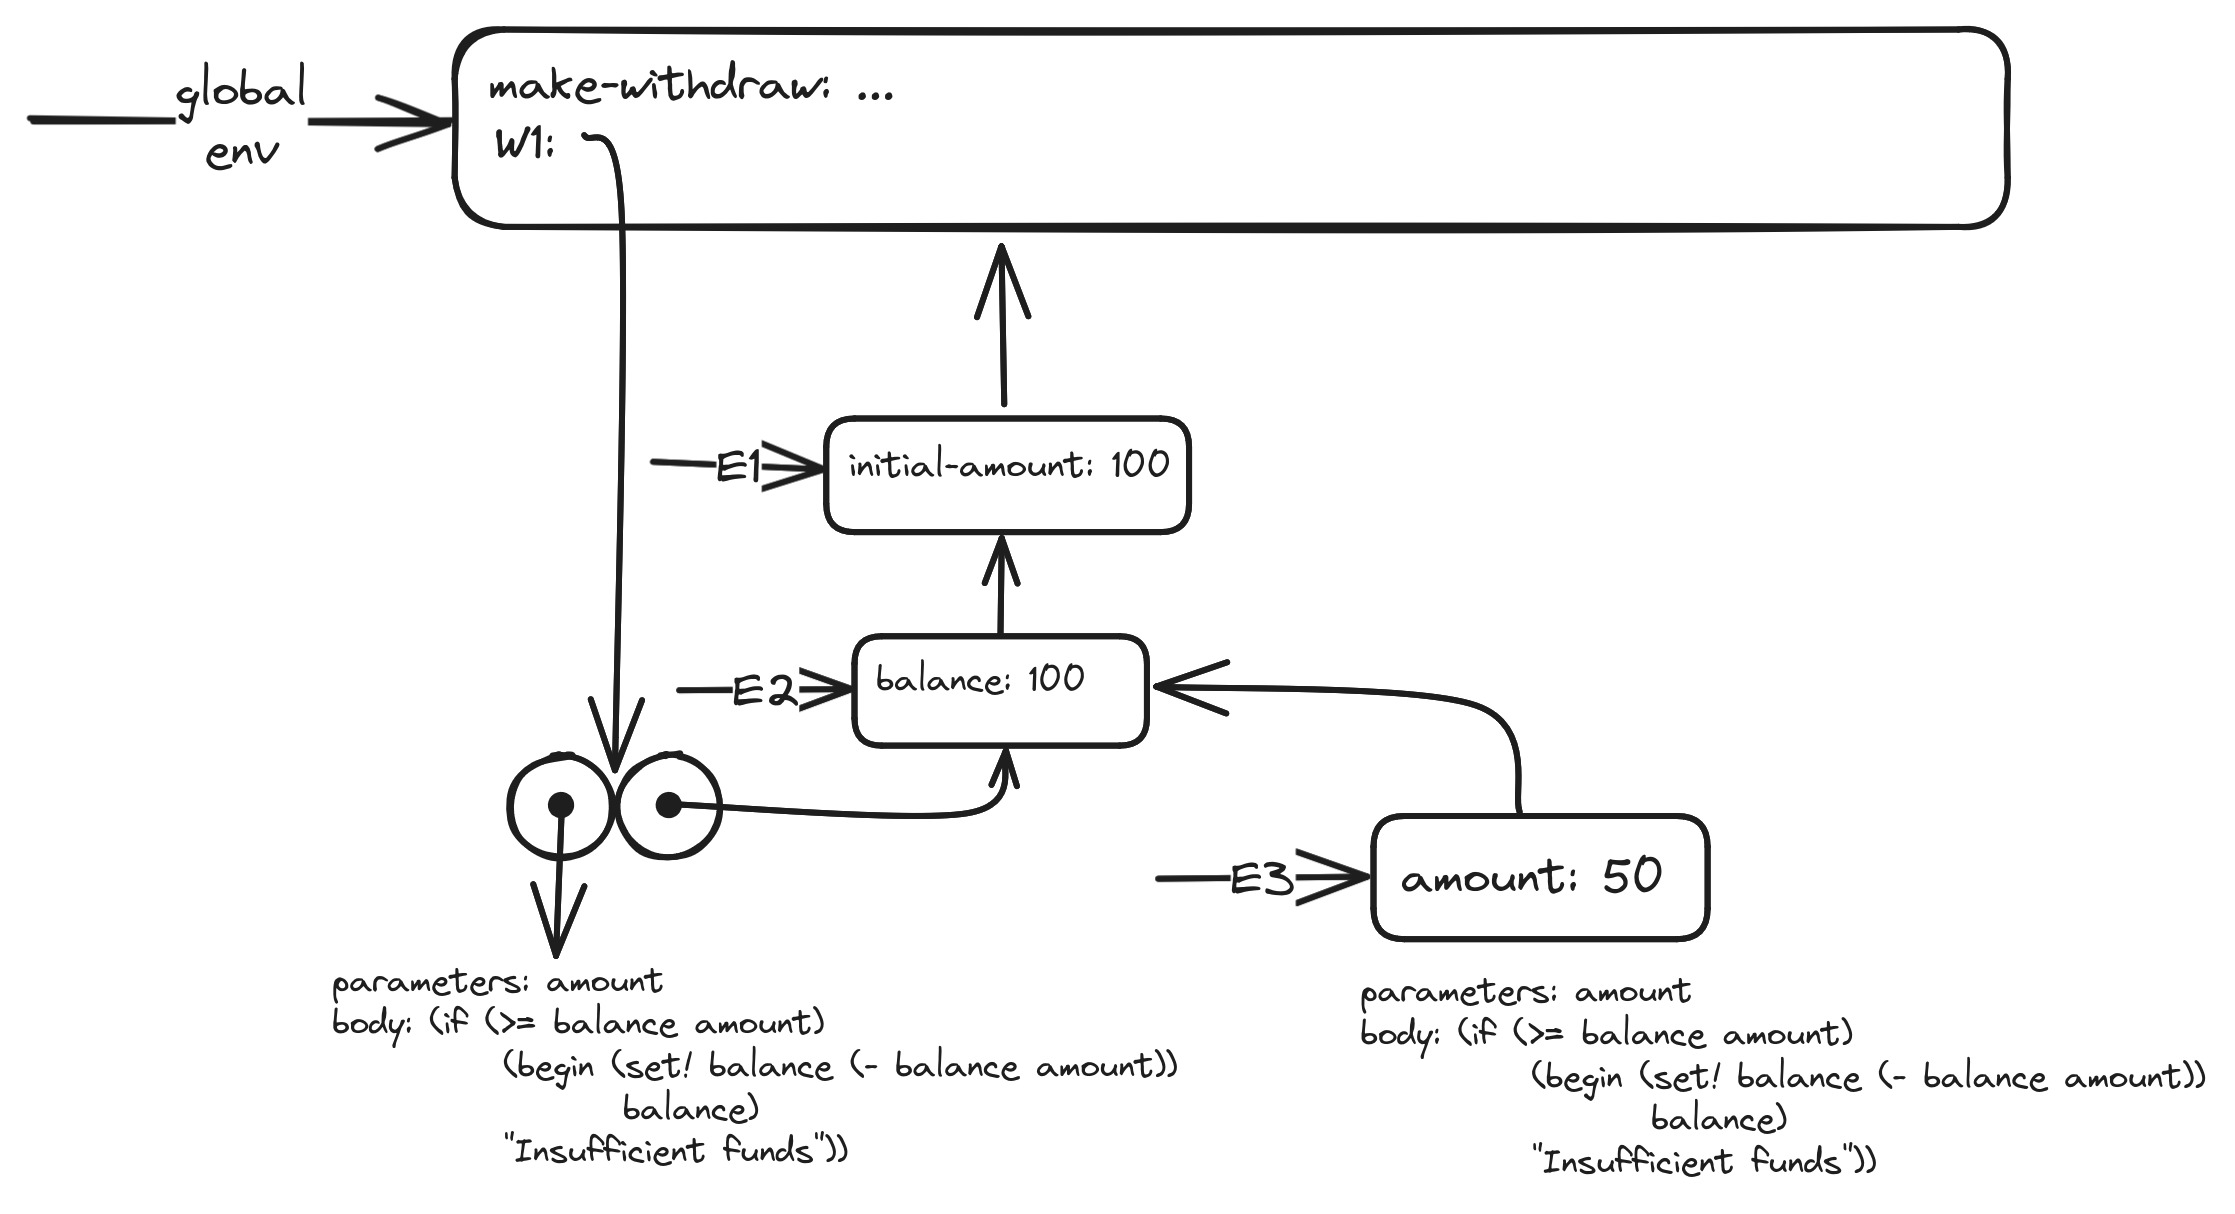 global
env
make-withdraw: ...
W1:
E1
initial-amount: 100
E2
balance: 100
E3
amount: 50
parameters: amount
body: (if (>= balance amount)
(begin (set! balance (- balance amount))
balance)
"Insufficient funds"))
parameters: amount
body: (if (>= balance amount)
(begin (set! balance (- balance amount))
balance)
"Insufficient funds"))